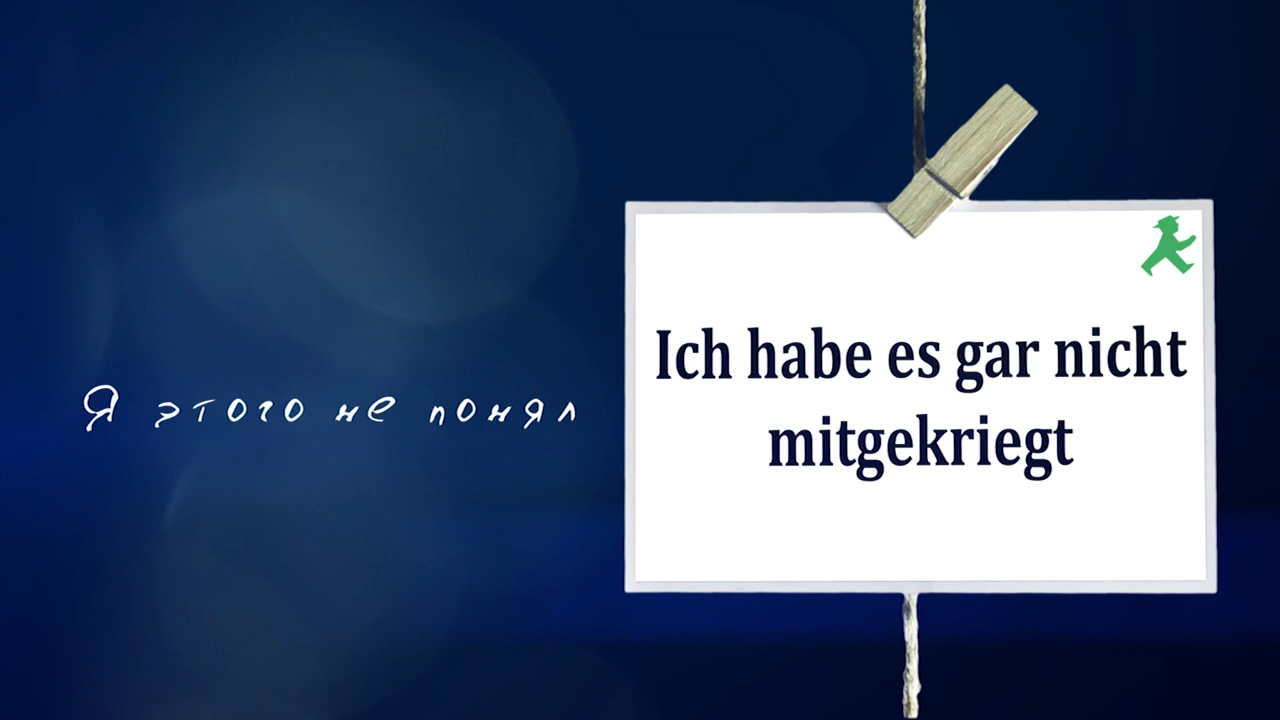 Я этого не понял
Ich habe es gar nicht
mitgekriegt